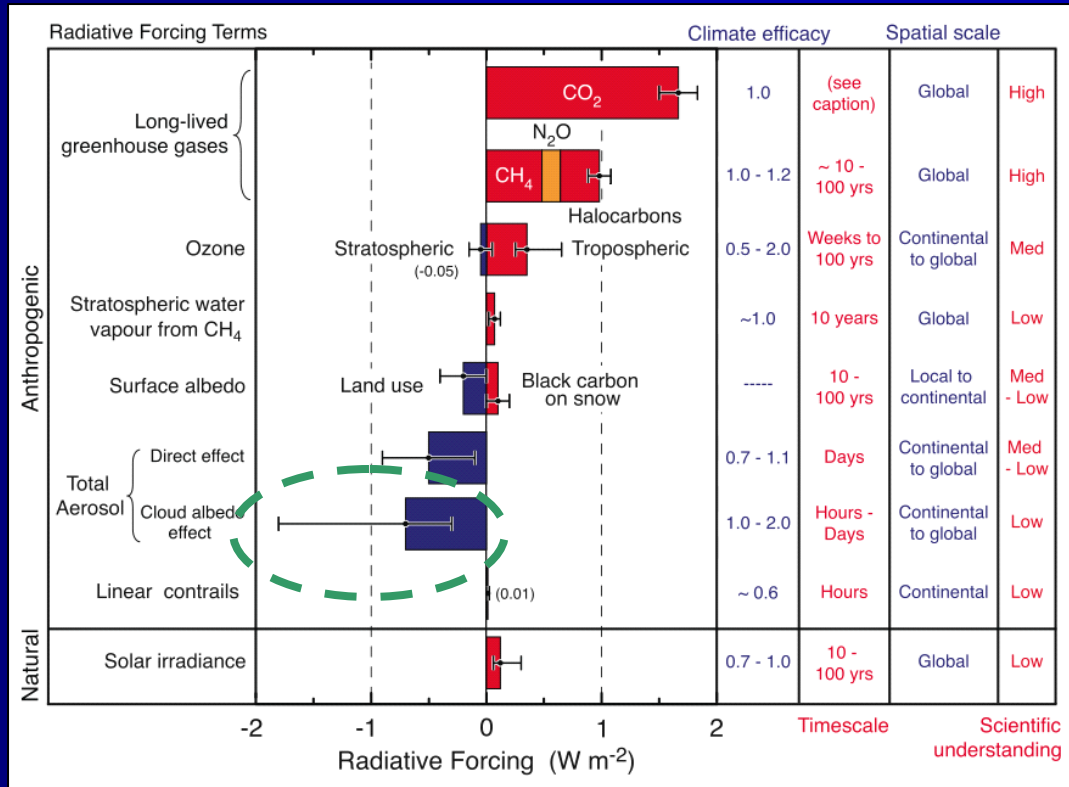 Radiative Forcing Terms
Climate efficacy
Spatial scale
Anthropogenic
Long-lived
greenhouse gases
CO₂
1.0
(see
caption)
Global
High
N₂O
CH₄
Halocarbons
1.0 - 1.2
~ 10 -
100 yrs
Global
High
Ozone
Stratospheric
(-0.05)
Tropospheric
0.5 - 2.0
Weeks to
100 yrs
Continental
to global
Med
Stratospheric water
vapour from CH₄
~1.0
10 years
Global
Low
Surface albedo
Land use
Black carbon
on snow
-----
10 -
100 yrs
Local to
continental
Med
- Low
Total
Aerosol
Direct effect
0.7 - 1.1
Days
Continental
to global
Med
- Low
Cloud albedo
effect
1.0 - 2.0
Hours -
Days
Continental
to global
Low
Linear contrails
(0.01)
~ 0.6
Hours
Continental
Low
Natural
Solar irradiance
0.7 - 1.0
10 -
100 yrs
Global
Low
-2 -1 0 1 2
Radiative Forcing (W m⁻²)
Timescale
Scientific
understanding